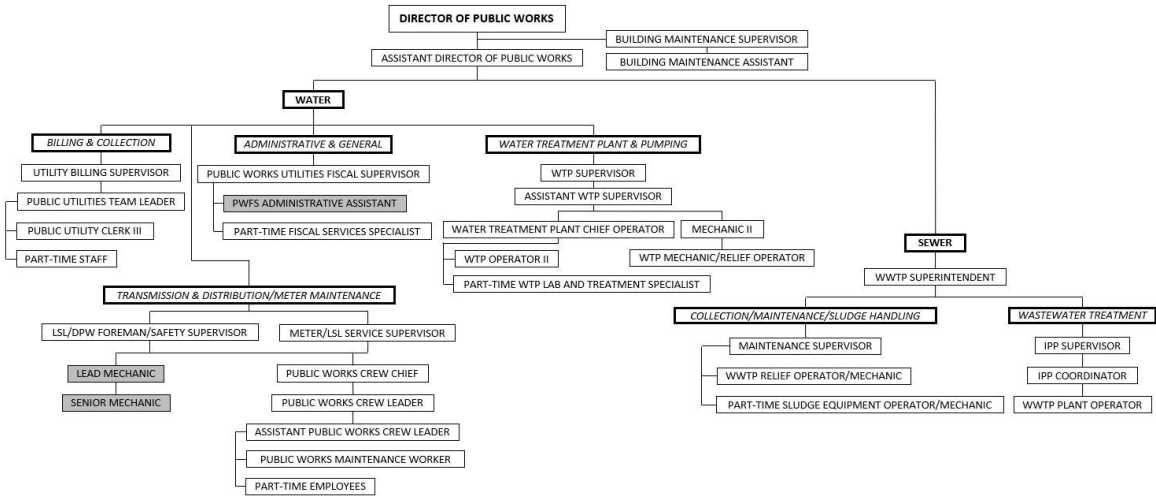 DIRECTOR OF PUBLIC WORKS
BUILDING MAINTENANCE SUPERVISOR
ASSISTANT DIRECTOR OF PUBLIC WORKS
BUILDING MAINTENANCE ASSISTANT
WATER
BILLING & COLLECTION
UTILITY BILLING SUPERVISOR
PUBLIC UTILITIES TEAM LEADER
PUBLIC UTILITY CLERK III
PART-TIME STAFF
ADMINISTRATIVE & GENERAL
PUBLIC WORKS UTILITIES FISCAL SUPERVISOR
PWFS ADMINISTRATIVE ASSISTANT
PART-TIME FISCAL SERVICES SPECIALIST
WATER TREATMENT PLANT & PUMPING
WTP SUPERVISOR
ASSISTANT WTP SUPERVISOR
WATER TREATMENT PLANT CHIEF OPERATOR
MECHANIC II
WTP OPERATOR II
WTP MECHANIC/RELIEF OPERATOR
PART-TIME WTP LAB AND TREATMENT SPECIALIST
TRANSMISSION & DISTRIBUTION/METER MAINTENANCE
LSL/DPW FOREMAN/SAFETY SUPERVISOR
METER/LSL SERVICE SUPERVISOR
LEAD MECHANIC
SENIOR MECHANIC
PUBLIC WORKS CREW CHIEF
PUBLIC WORKS CREW LEADER
ASSISTANT PUBLIC WORKS CREW LEADER
PUBLIC WORKS MAINTENANCE WORKER
PART-TIME EMPLOYEES
SEWER
WWTP SUPERINTENDENT
COLLECTION/MAINTENANCE/SLUDGE HANDLING
MAINTENANCE SUPERVISOR
WWTP RELIEF OPERATOR/MECHANIC
PART-TIME SLUDGE EQUIPMENT OPERATOR/MECHANIC
WASTEWATER TREATMENT
IPP SUPERVISOR
IPP COORDINATOR
WWTP PLANT OPERATOR